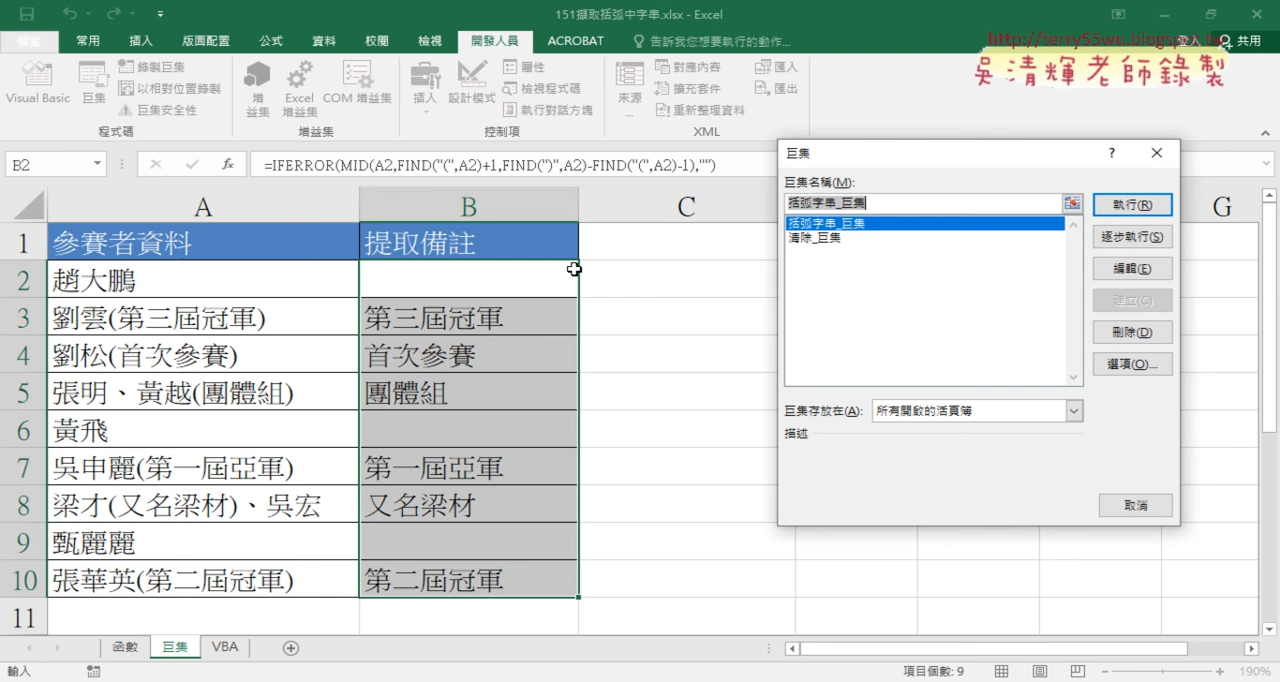 151擷取括弧中字串.xlsx - Excel
http://terry55wu.blogspot.tw
吳清輝老師錄製
常用 插入 版面配置 公式 資料 校閱 檢視 開發人員 ACROBAT 告訴我您想要執行的動作... 登入 共用
Visual Basic 巨集 錄製巨集 以相對位置錄製 巨集安全性
程式碼
增益集 Excel 增益集 COM 增益集
增益集
插入 設計模式 屬性 檢視程式碼 執行對話方塊
控制項
來源... 對應內容 擴充套件 重新整理資料 匯入 匯出
XML
B2 fx =IFERROR(MID(A2,FIND("(",A2)+1,FIND(")",A2)-FIND("(",A2)-1),"")
A B C G
1 參賽者資料 提取備註
2 趙大鵬
3 劉雲(第三屆冠軍) 第三屆冠軍
4 劉松(首次參賽) 首次參賽
5 張明、黃越(團體組) 團體組
6 黃飛
7 吳申麗(第一屆亞軍) 第一屆亞軍
8 梁才(又名梁材)、吳宏 又名梁材
9 甄麗麗
10 張華英(第二屆冠軍) 第二屆冠軍
11
巨集 ?
巨集名稱(M):
括弧字串_巨集
括弧字串_巨集
清除_巨集
執行(R)
逐步執行(S)
編輯(E)
建立(C)
刪除(D)
選項(O)...
巨集存放在(A): 所有開啟的活頁簿
描述
取消
函數 巨集 VBA
輸入 項目個數: 9 190%